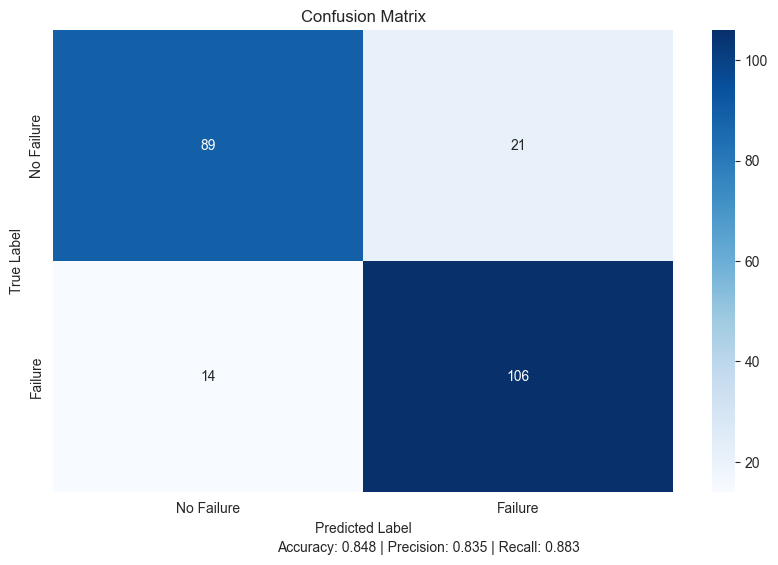 Confusion Matrix
No Failure
89
21
100
80
60
40
20
True Label
Failure
14
106
No Failure
Failure
Predicted Label
Accuracy: 0.848 | Precision: 0.835 | Recall: 0.883